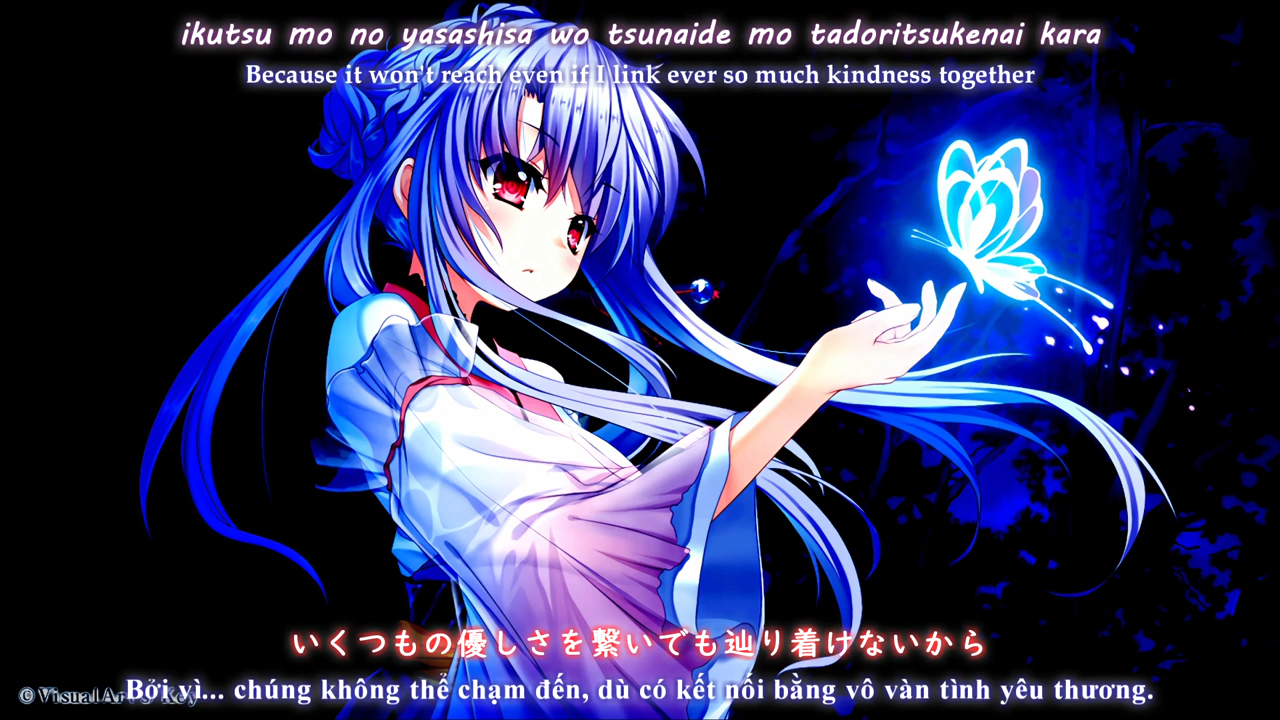 ikutsu mo no yasashisa wo tsunaide mo tadoritsukenai kara
Because it won't reach even if I link ever so much kindness together
いくつもの優しさを繋いでも辿り着けないから
Bởi vì... chúng không thể chạm đến, dù có kết nối bằng vô vàn tình yêu thương.
©VisualArt's/Key